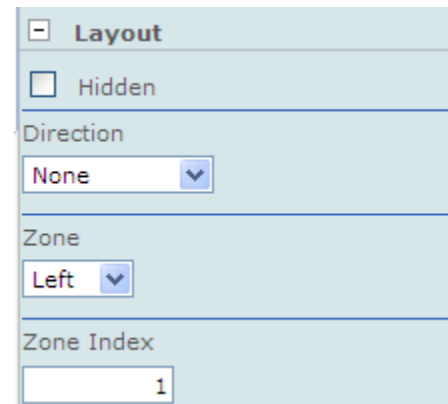 Layout
Hidden
Direction
None
Zone
Left
Zone Index
1